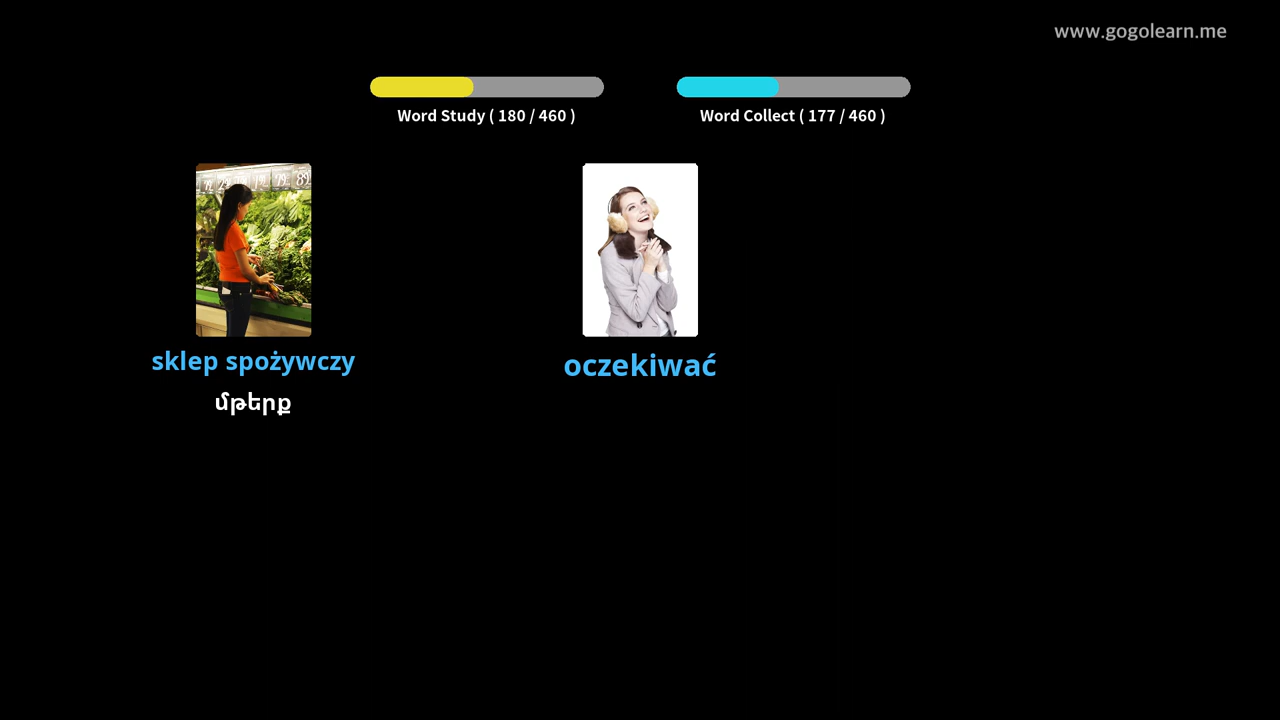 www.gogolearn.me
Word Study ( 180 / 460 )
Word Collect ( 177 / 460 )
sklep spożywczy
մթերք
oczekiwać